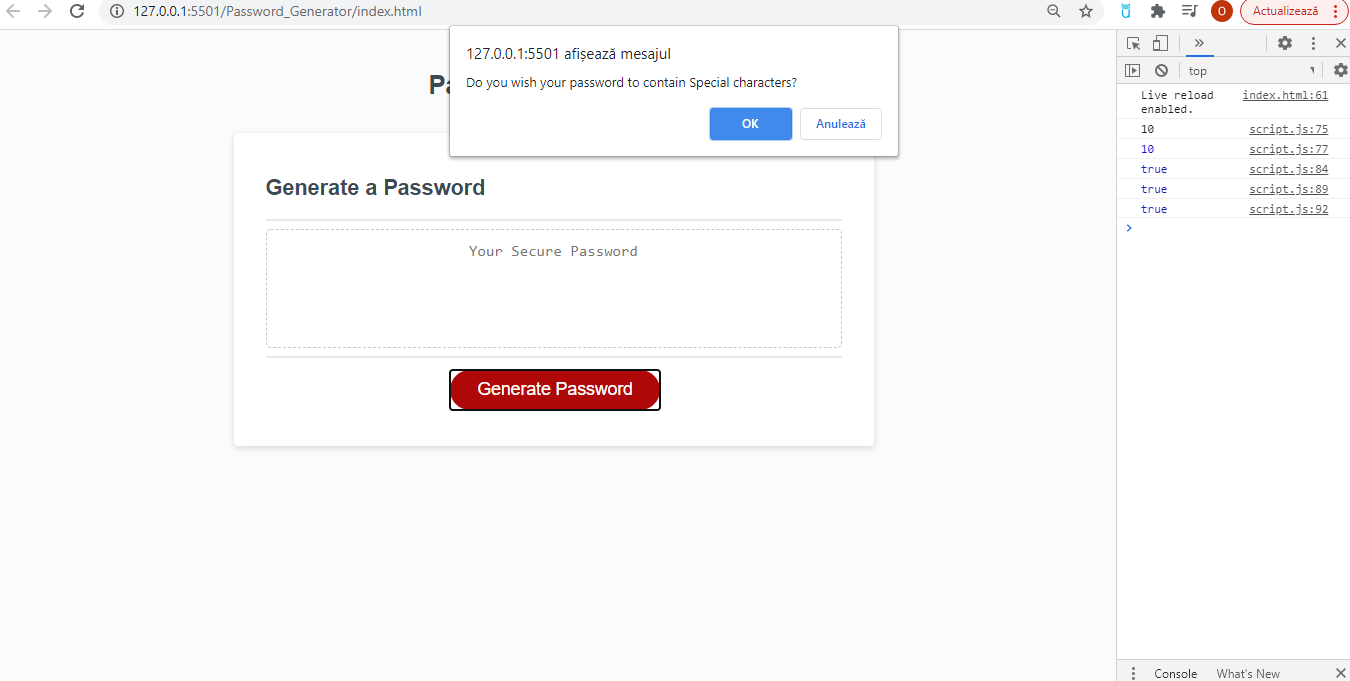 127.0.0.1:5501/Password_Generator/index.html
O
Actualizează
127.0.0.1:5501 afișează mesajul
Do you wish your password to contain Special characters?
OK
Anulează
Generate a Password
Your Secure Password
Generate Password
top
Live reload enabled. index.html:61
10 script.js:75
10 script.js:77
true script.js:84
true script.js:89
true script.js:92
Console
What's New